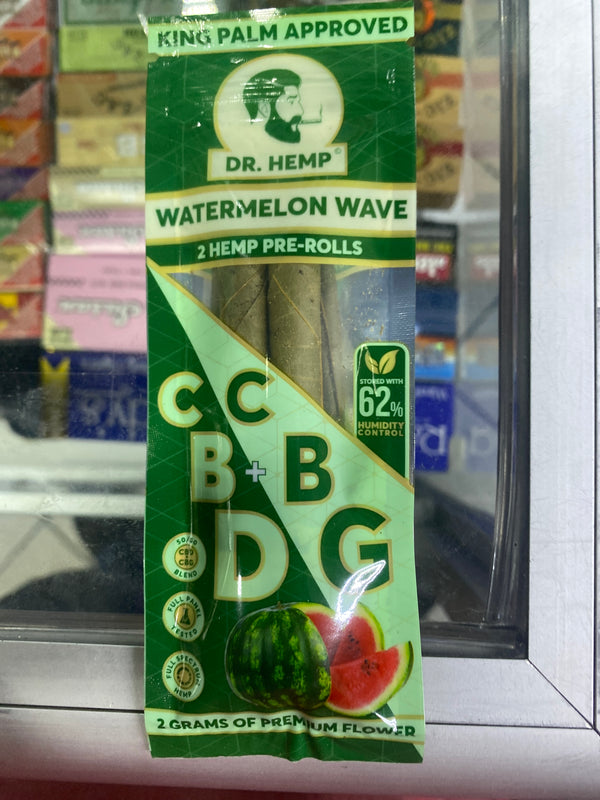 KING PALM APPROVED
DR. HEMP
WATERMELON WAVE
2 HEMP PRE-ROLLS
STORED WITH
62%
HUMIDITY
CONTROL
CBD
+
CBG
50/50
CBD
+
CBG
BLEND
FULL PANEL
TESTED
FULL SPECTRUM
HEMP
2 GRAMS OF PREMIUM FLOWER